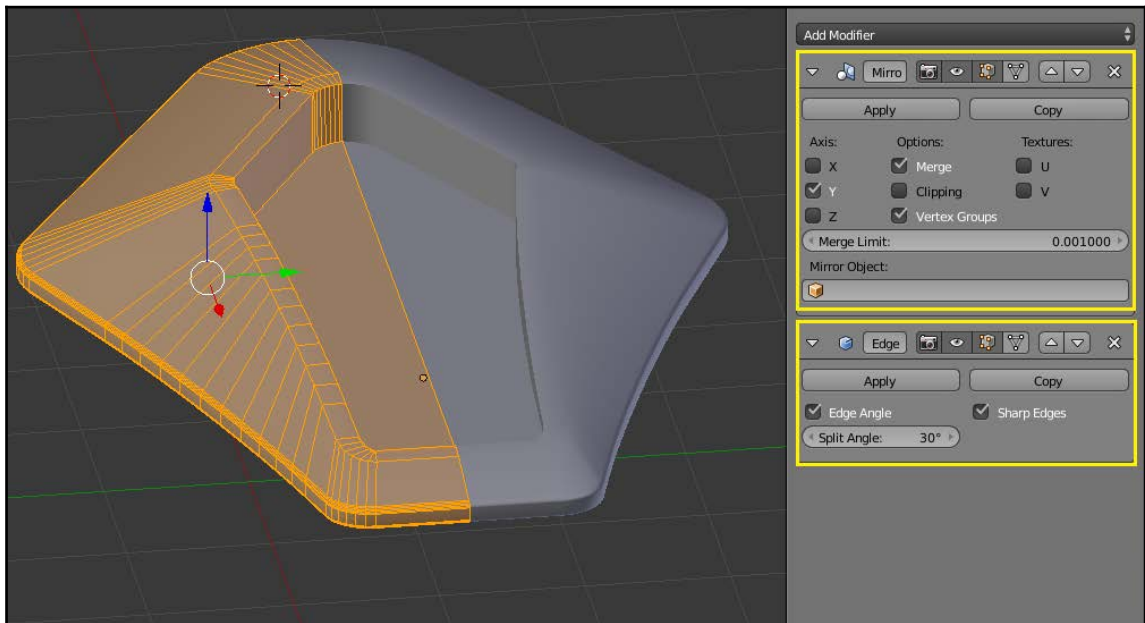 Add Modifier
Mirro
Apply Copy
Axis: Options: Textures:
X Merge U
Y Clipping V
Z Vertex Groups
Merge Limit: 0.001000
Mirror Object:
Edge
Apply Copy
Edge Angle Sharp Edges
Split Angle: 30°